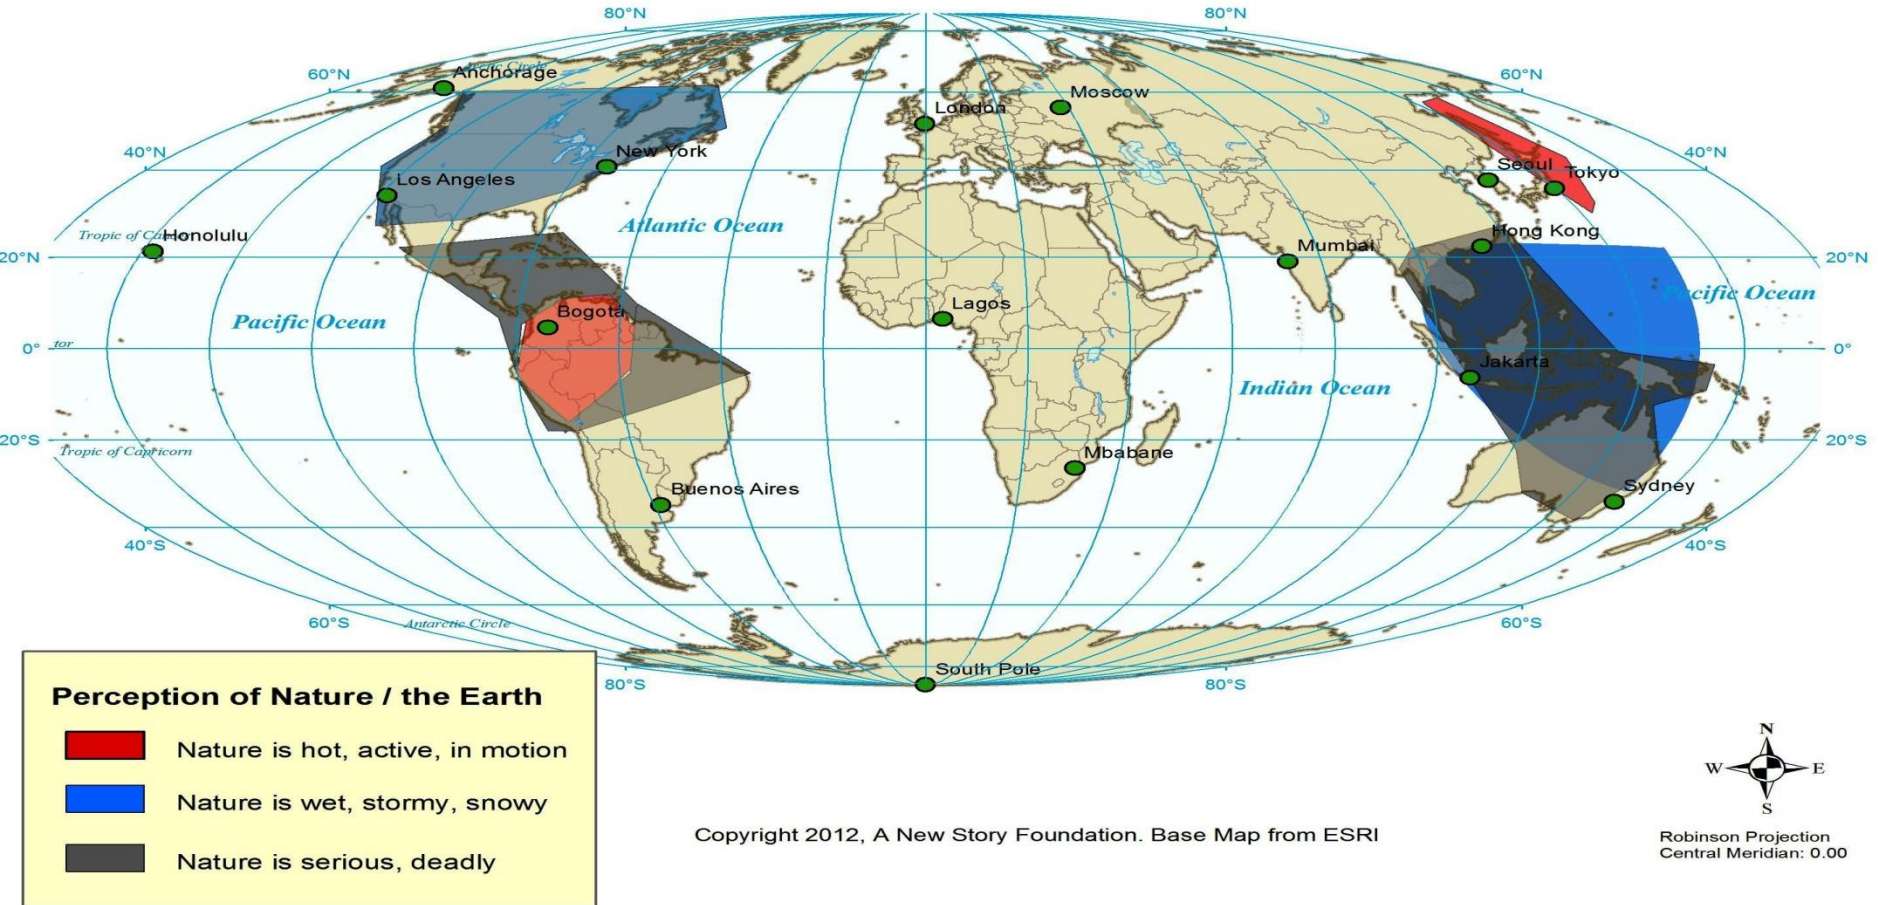 80°N
80°N
60°N
Arctic Circle
60°N
Anchorage
Moscow
London
40°N
New York
40°N
Seoul
Los Angeles
Tokyo
Atlantic Ocean
Tropic of
Honolulu
Hong Kong
Mumbai
20°N
20°N
Pacific Ocean
Lagos
Bogota
Pacific Ocean
0°
tor
0°
Jakarta
Indian Ocean
20°S
20°S
Tropic of Capricorn
Mbabane
Buenos Aires
Sydney
40°S
40°S
60°S
Antarctic Circle
60°S
South Pole
80°S
80°S
Perception of Nature / the Earth
Nature is hot, active, in motion
Nature is wet, stormy, snowy
Nature is serious, deadly
Copyright 2012, A New Story Foundation. Base Map from ESRI
N
W
E
S
Robinson Projection
Central Meridian: 0.00